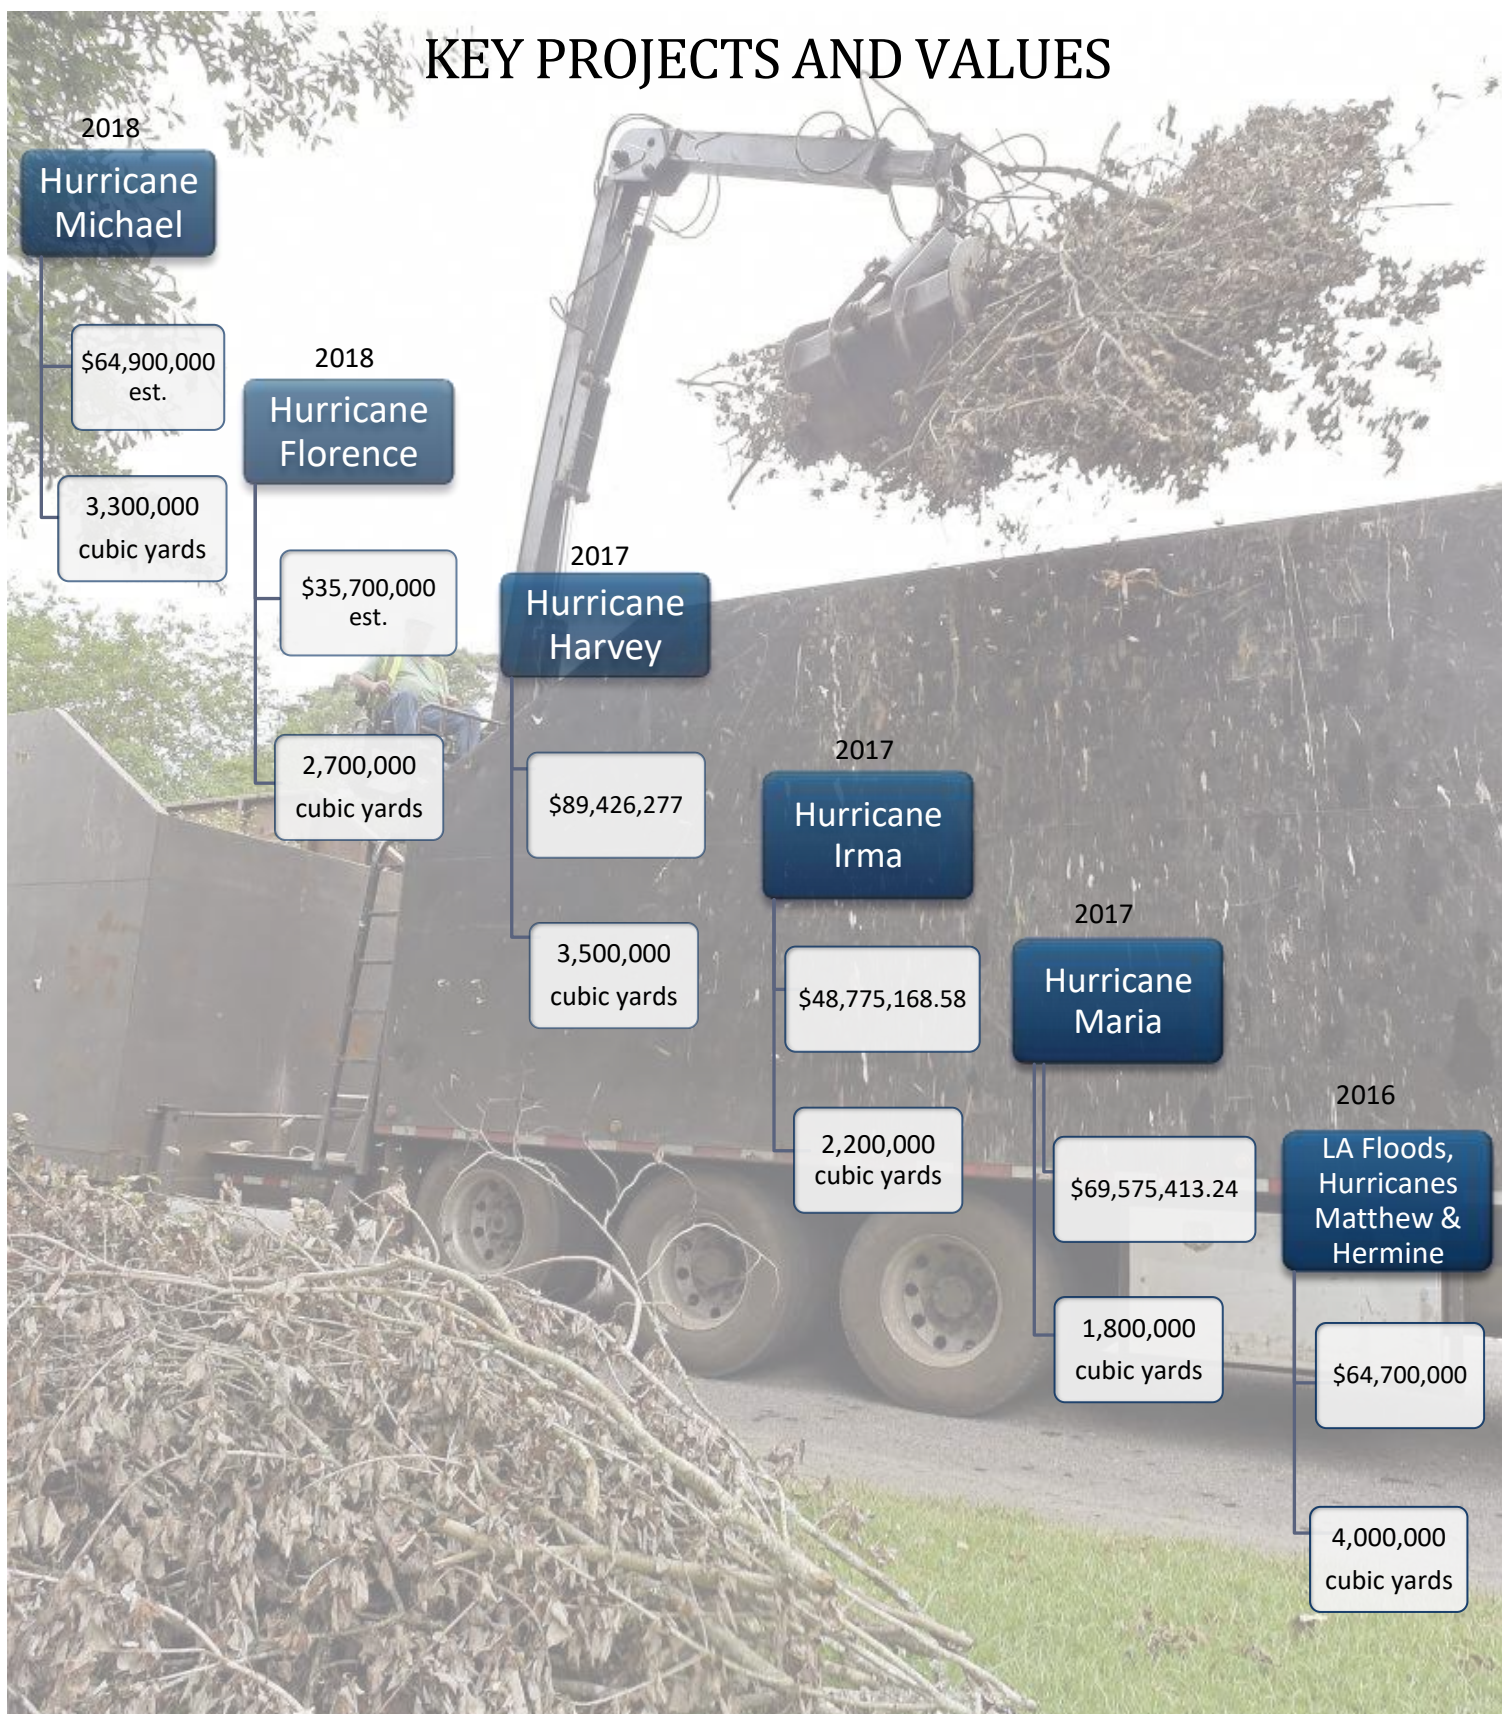 KEY PROJECTS AND VALUES
2018
Hurricane
Michael
$64,900,000
est.
3,300,000
cubic yards
2018
Hurricane
Florence
$35,700,000
est.
2,700,000
cubic yards
2017
Hurricane
Harvey
$89,426,277
3,500,000
cubic yards
2017
Hurricane
Irma
$48,775,168.58
2,200,000
cubic yards
2017
Hurricane
Maria
$69,575,413.24
1,800,000
cubic yards
2016
LA Floods,
Hurricanes
Matthew &
Hermine
$64,700,000
4,000,000
cubic yards